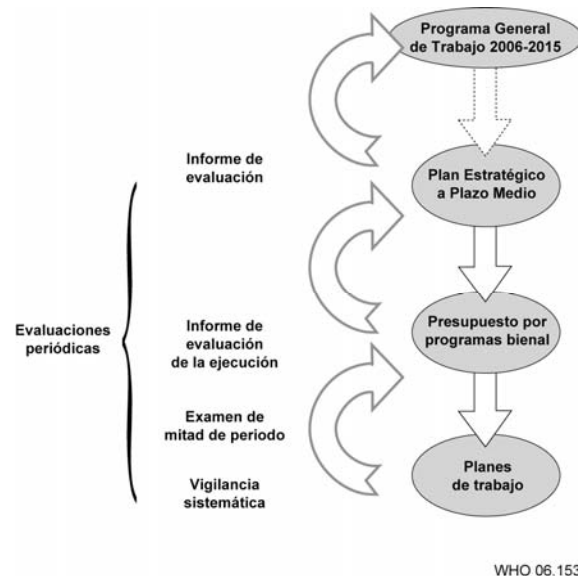 Programa General
de Trabajo 2006-2015
Informe de
evaluación
Plan Estratégico
a Plazo Medio
Evaluaciones
periódicas
Informe de
evaluación
de la ejecución
Presupuesto por
programas bienal
Examen de
mitad de periodo
Vigilancia
sistemática
Planes
de trabajo
WHO 06.153